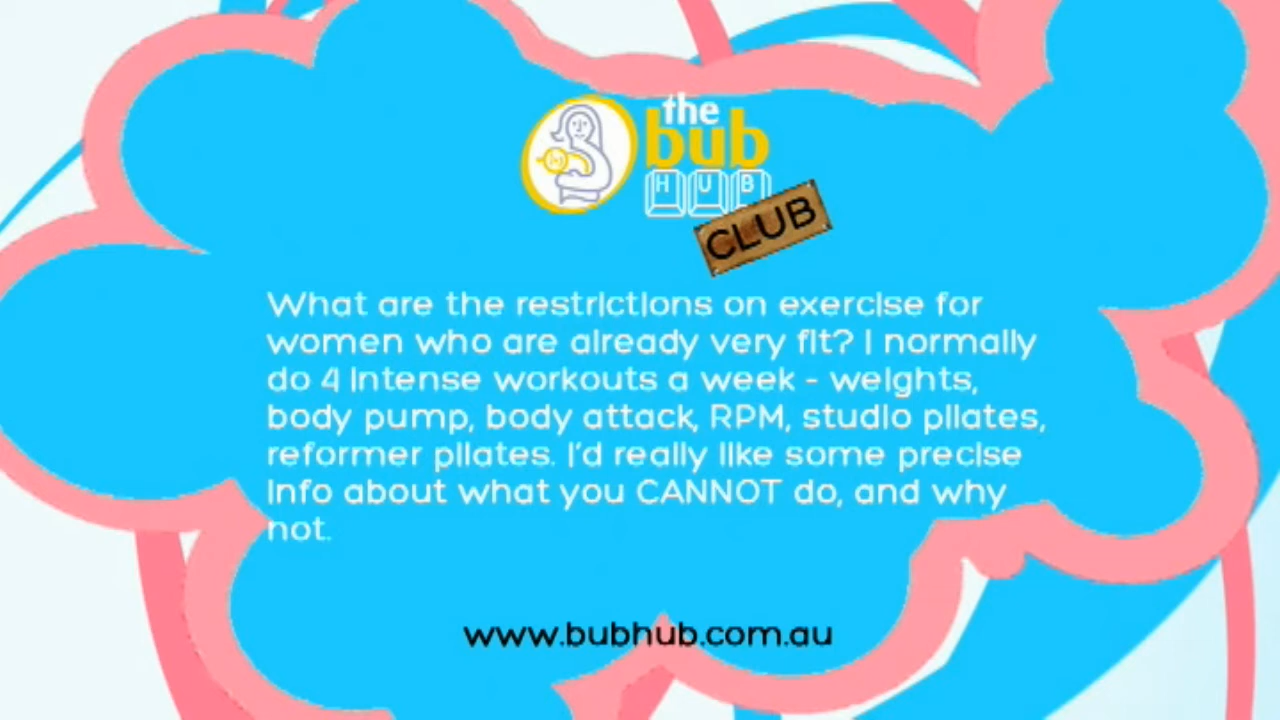 the
bub
HUB
CLUB
What are the restrictions on exercise for
women who are already very fit? I normally
do 4 intense workouts a week - weights,
body pump, body attack, RPM, studio pilates,
reformer pilates. I'd really like some precise
info about what you CANNOT do, and why
not.
www.bubhub.com.au